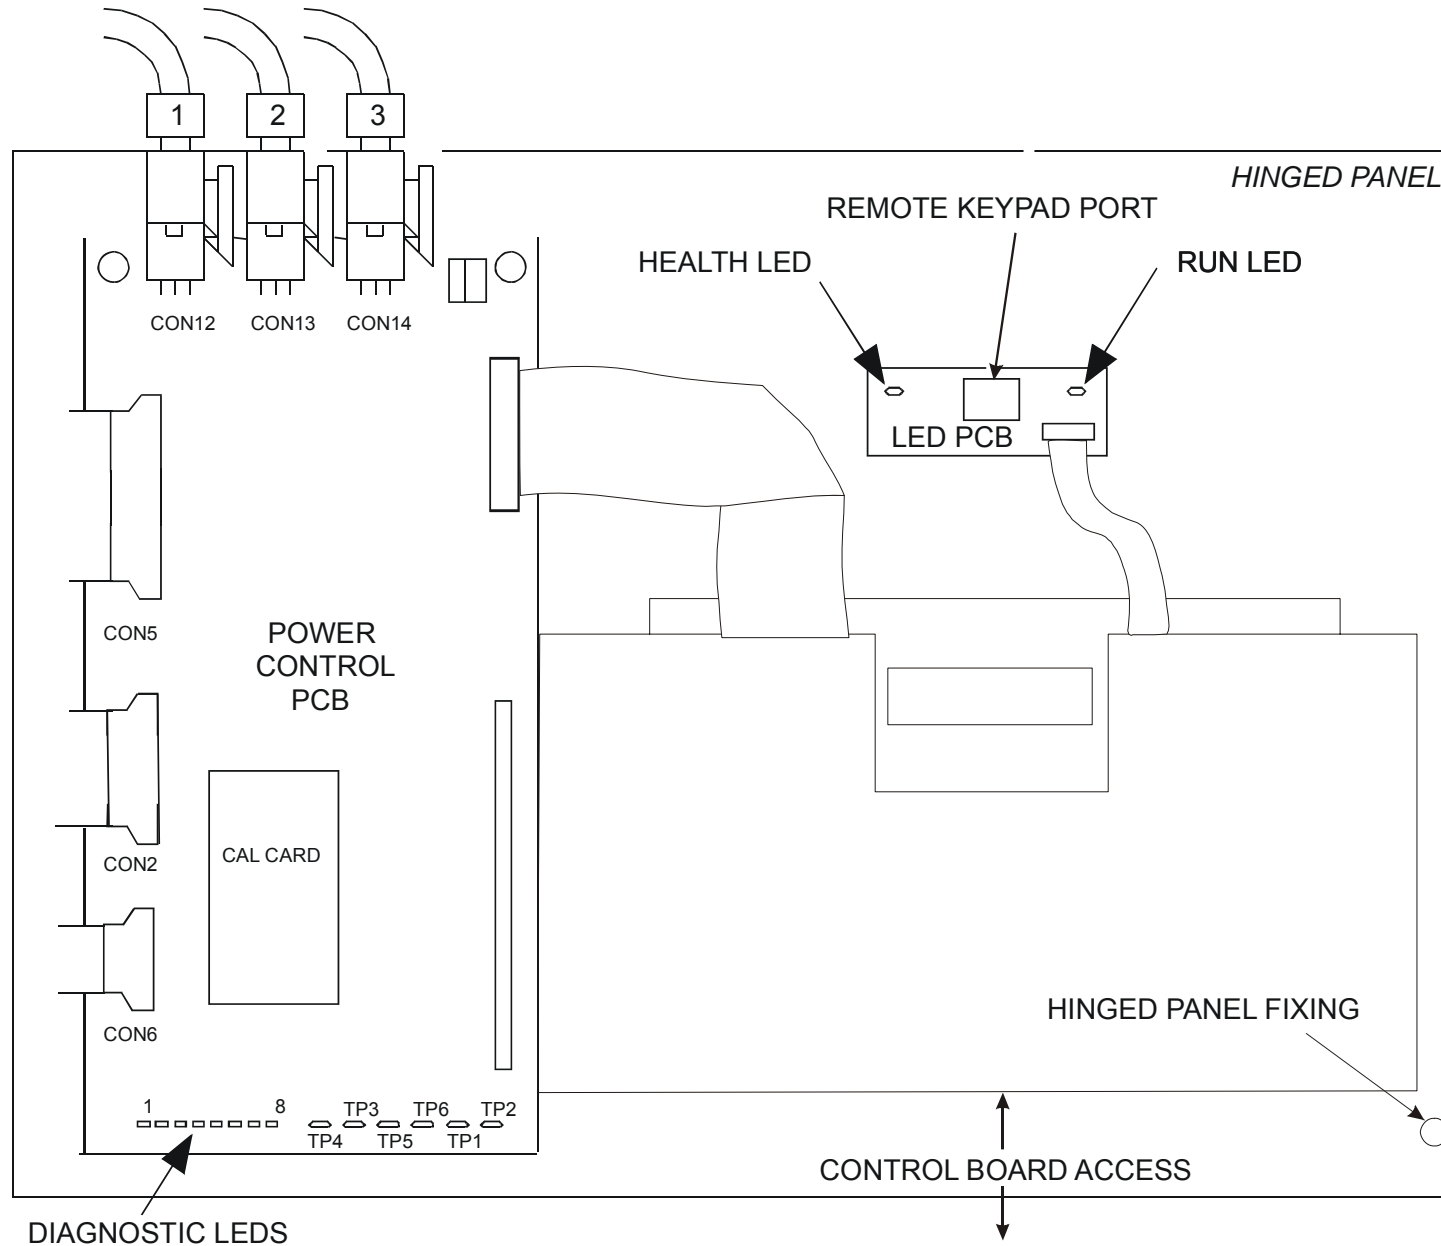 1 2 3
HINGED PANEL
REMOTE KEYPAD PORT
HEALTH LED
RUN LED
CON12 CON13 CON14
LED PCB
CON5
POWER
CONTROL
PCB
CAL CARD
CON2
HINGED PANEL FIXING
CON6
1 8 TP3 TP6 TP2
TP4 TP5 TP1
CONTROL BOARD ACCESS
DIAGNOSTIC LEDS